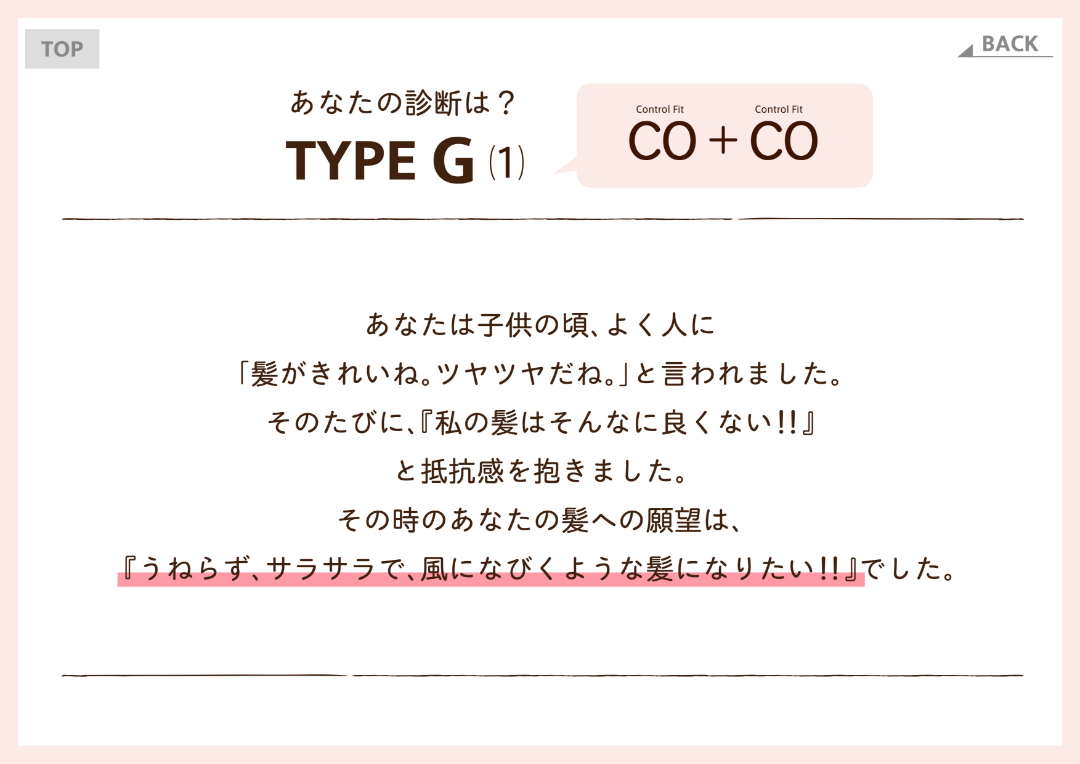 TOP
BACK
あなたの診断は？
TYPE G (1)
Control Fit Control Fit
CO + CO
あなたは子供の頃、よく人に
「髪がきれいね。ツヤツヤだね。」と言われました。
そのたびに、『私の髪はそんなに良くない!!』
と抵抗感を抱きました。
その時のあなたの髪への願望は、
『うねらず、サラサラで、風になびくような髪になりたい!!』でした。